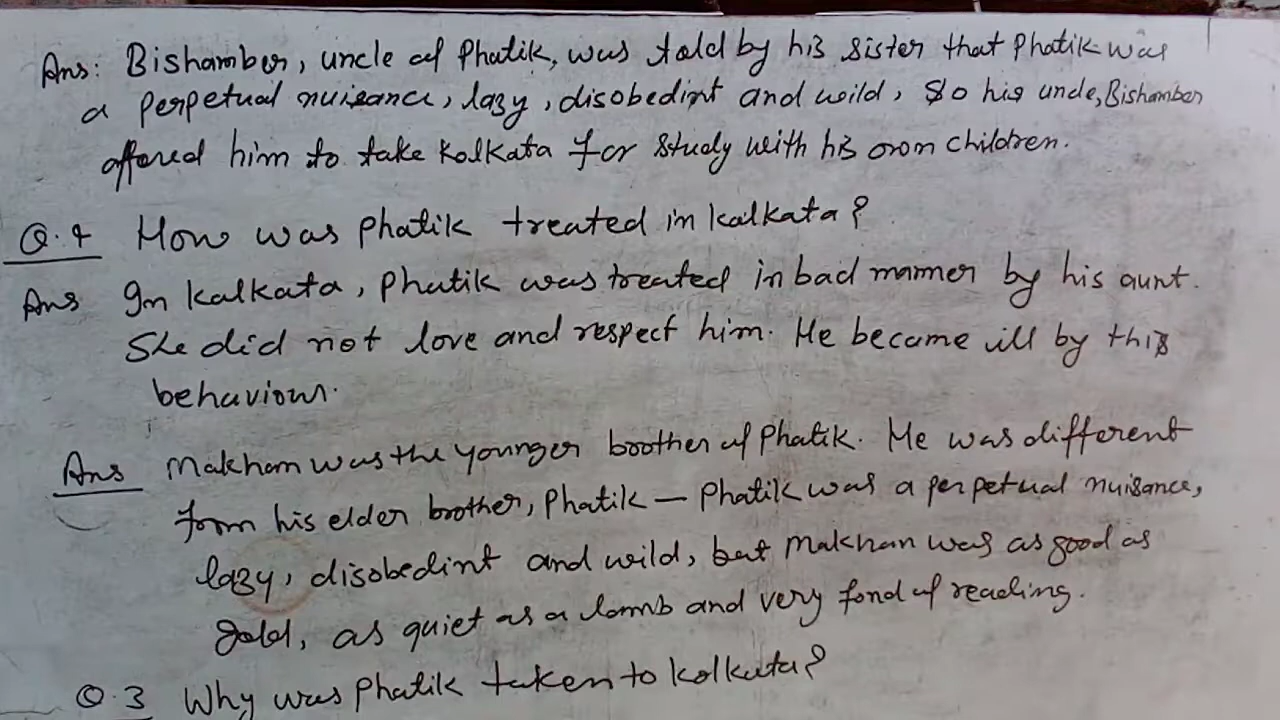 Ans: Bishamber, uncle of Phatik, was told by his sister that Phatik was
a perpetual nuisance, lazy, disobedint and wild, So his uncle, Bishamber
offered him to take Kolkata for study with his own children.
Q.4 How was Phatik treated in kalkata?
Ans In kalkata, Phatik was treated in bad manner by his aunt.
She did not love and respect him. He became ill by this
behaviour.
Ans Makhan was the younger boother of Phatik. He was different
from his elder brother, Phatik — Phatik was a perpetual nuisance,
lazy, disobedint and wild, but Makhan was as good as
gold, as quiet as a lamb and very fond of reading.
Q.3 Why was Phatik taken to kolkata?